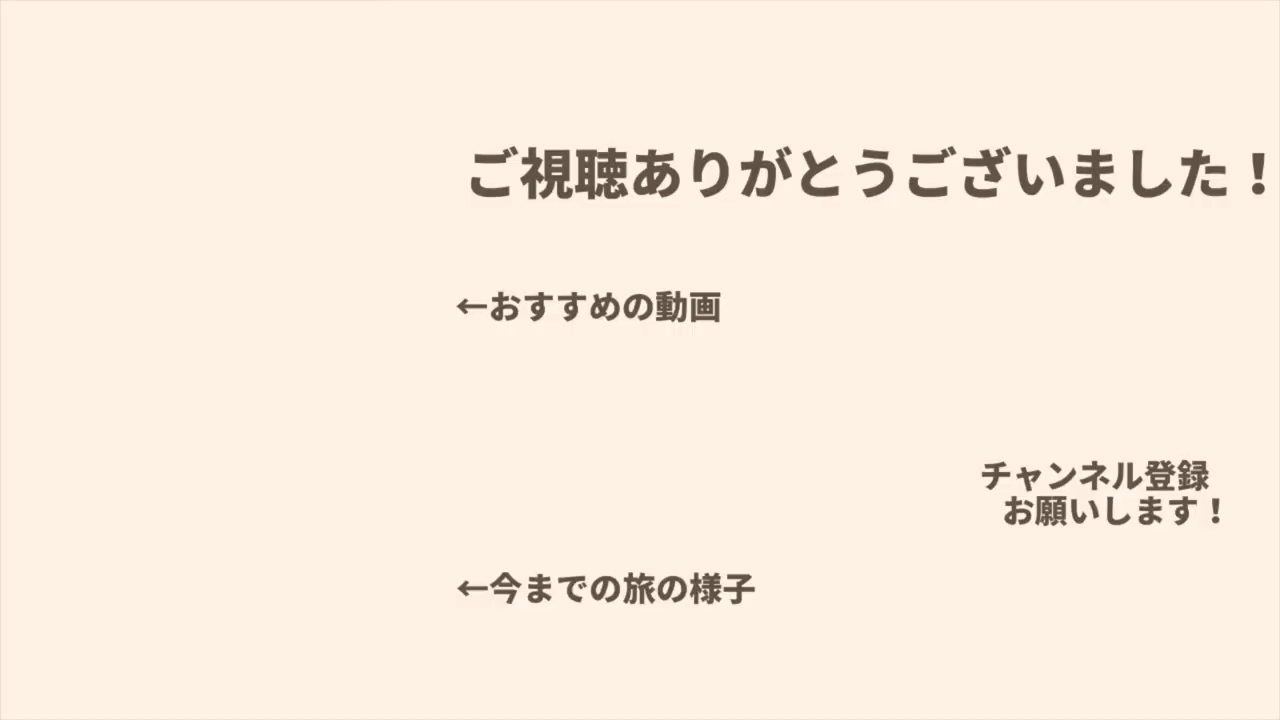 ご視聴ありがとうございました！
←おすすめの動画
チャンネル登録
お願いします！
←今までの旅の様子